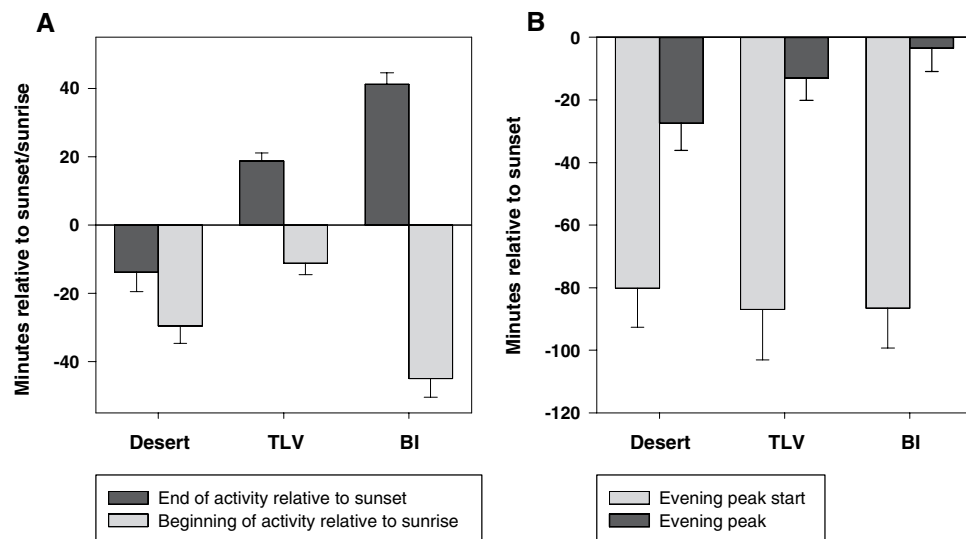 A
Minutes relative to sunset/sunrise
40
20
0
-20
-40
Desert TLV BI
End of activity relative to sunset
Beginning of activity relative to sunrise
B
Minutes relative to sunset
0
-20
-40
-60
-80
-100
-120
Desert TLV BI
Evening peak start
Evening peak